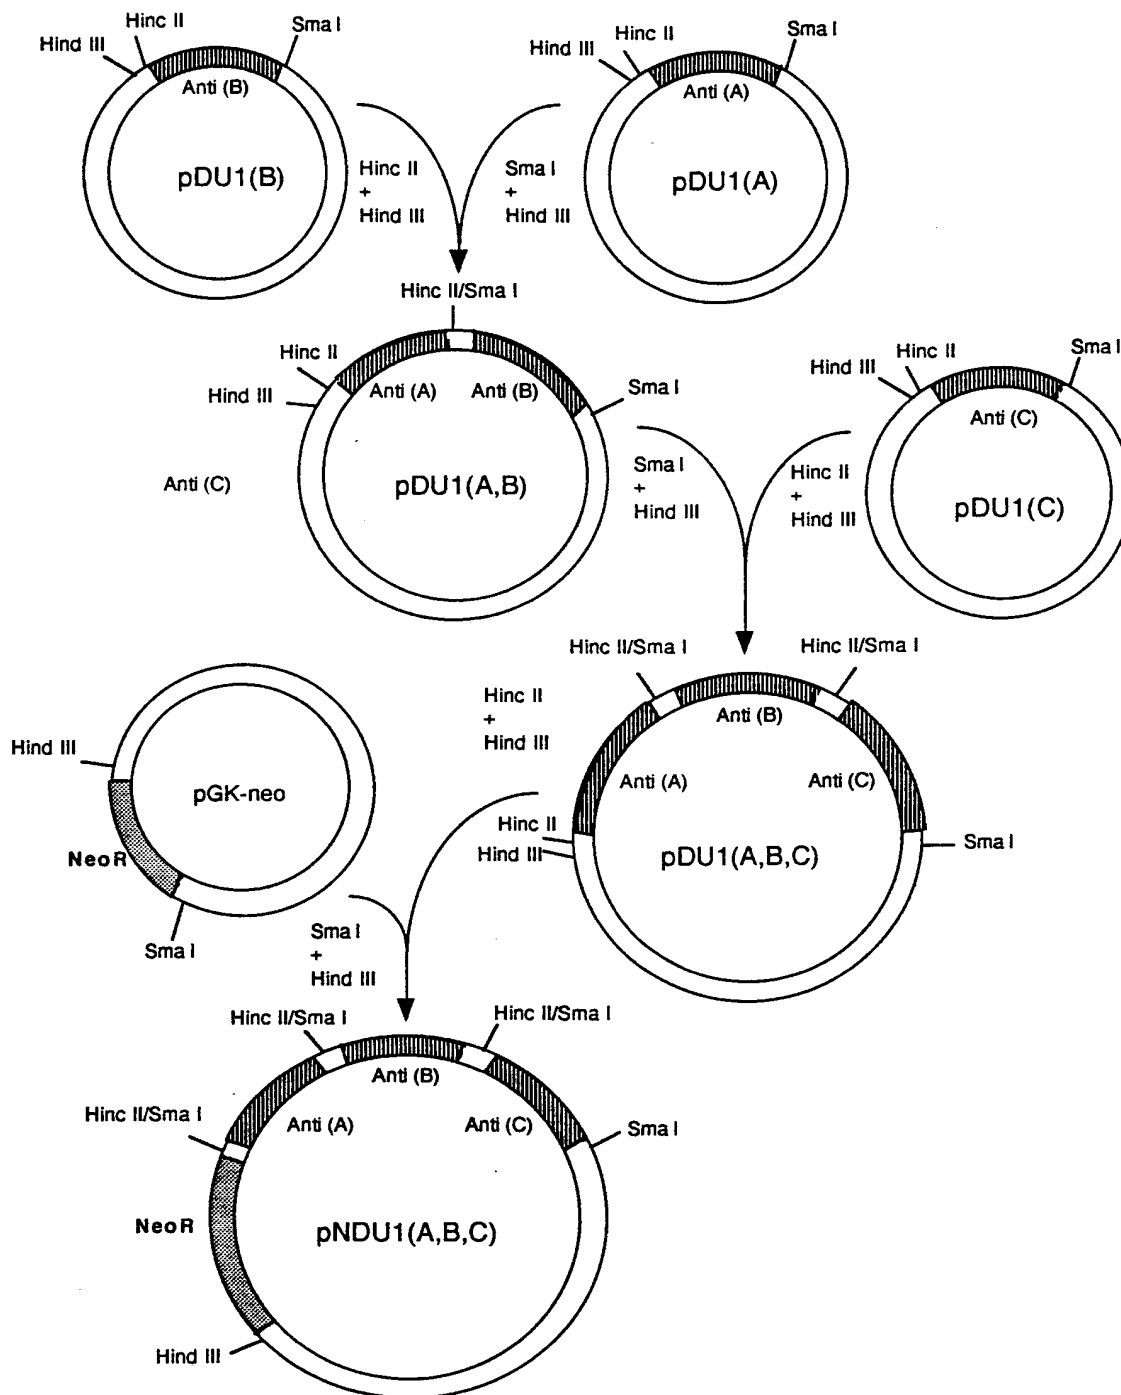 Hinc II
Sma I
Hind III
Anti (B)
pDU1(B)
Hinc II
+
Hind III
Hinc II
Sma I
Hind III
Anti (A)
pDU1(A)
Sma I
+
Hind III
Hinc II/Sma I
Hinc II
Hind III
Anti (A)
Anti (B)
Sma I
pDU1(A,B)
Anti (C)
Sma I
+
Hind III
Hinc II
Hind III
Sma I
Anti (C)
pDU1(C)
Hinc II
+
Hind III
Hinc II/Sma I
Hinc II/Sma I
Anti (B)
Anti (A)
Anti (C)
Hinc II
Hind III
pDU1(A,B,C)
Sma I
Hinc II
+
Hind III
Hind III
pGK-neo
NeoR
Sma I
Sma I
+
Hind III
Hinc II/Sma I
Hinc II/Sma I
Anti (B)
Hinc II/Sma I
Anti (A)
Anti (C)
Sma I
NeoR
pNDU1(A,B,C)
Hind III